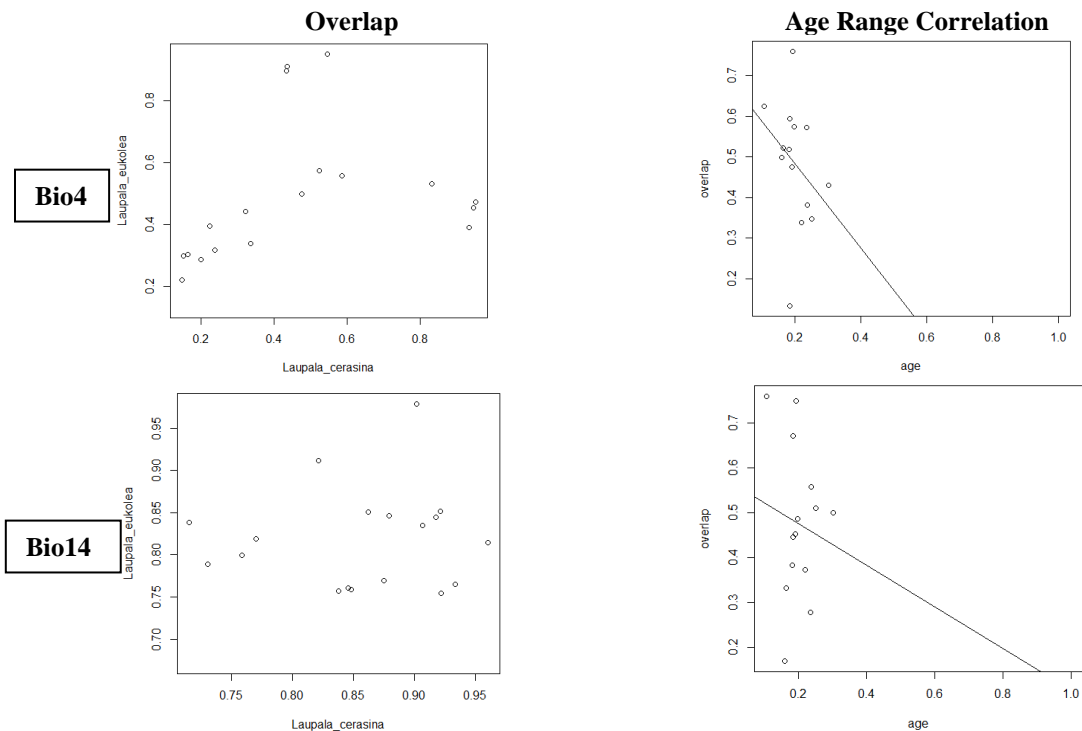 Overlap
Age Range Correlation
Bio4
Laupala_eukolea
0.2 0.4 0.6 0.8
0.2 0.4 0.6 0.8
Laupala_cerasina
overlap
0.2 0.3 0.4 0.5 0.6 0.7
0.2 0.4 0.6 0.8 1.0
age
Bio14
Laupala_eukolea
0.70 0.75 0.80 0.85 0.90 0.95
0.75 0.80 0.85 0.90 0.95
Laupala_cerasina
overlap
0.2 0.3 0.4 0.5 0.6 0.7
0.2 0.4 0.6 0.8 1.0
age